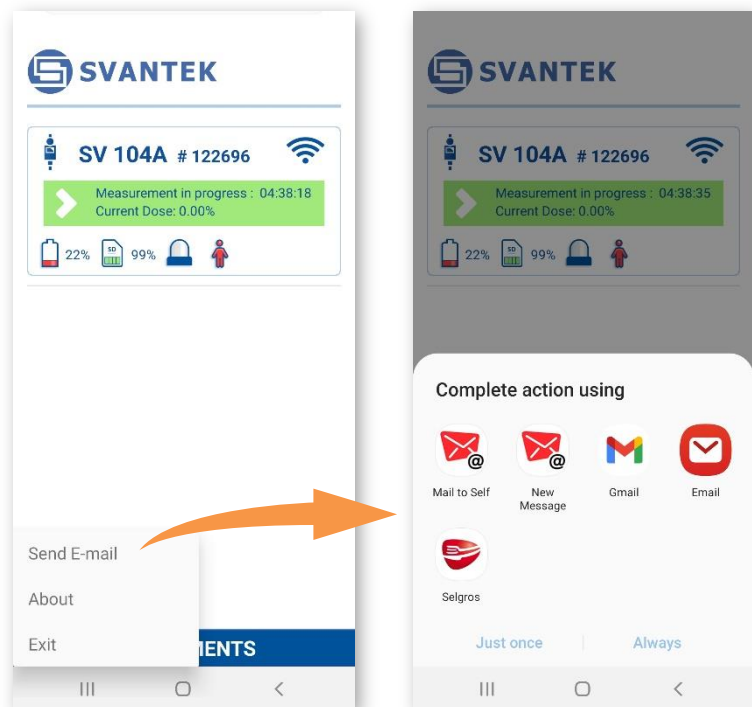 SVANTEK
SV 104A # 122696
Measurement in progress : 04:38:18
Current Dose: 0.00%
22% SD 99%
Send E-mail
About
Exit
MENTS
SVANTEK
SV 104A # 122696
Measurement in progress : 04:38:35
Current Dose: 0.00%
22% SD 99%
Complete action using
@ @
Mail to Self New Gmail Email
Message
Selgros
Just once Always